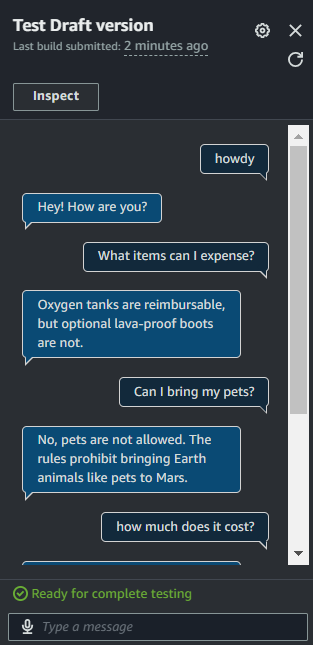 Test Draft version
Last build submitted: 2 minutes ago
Inspect
howdy
Hey! How are you?
What items can I expense?
Oxygen tanks are reimbursable,
but optional lava-proof boots
are not.
Can I bring my pets?
No, pets are not allowed. The
rules prohibit bringing Earth
animals like pets to Mars.
how much does it cost?
Ready for complete testing
Type a message